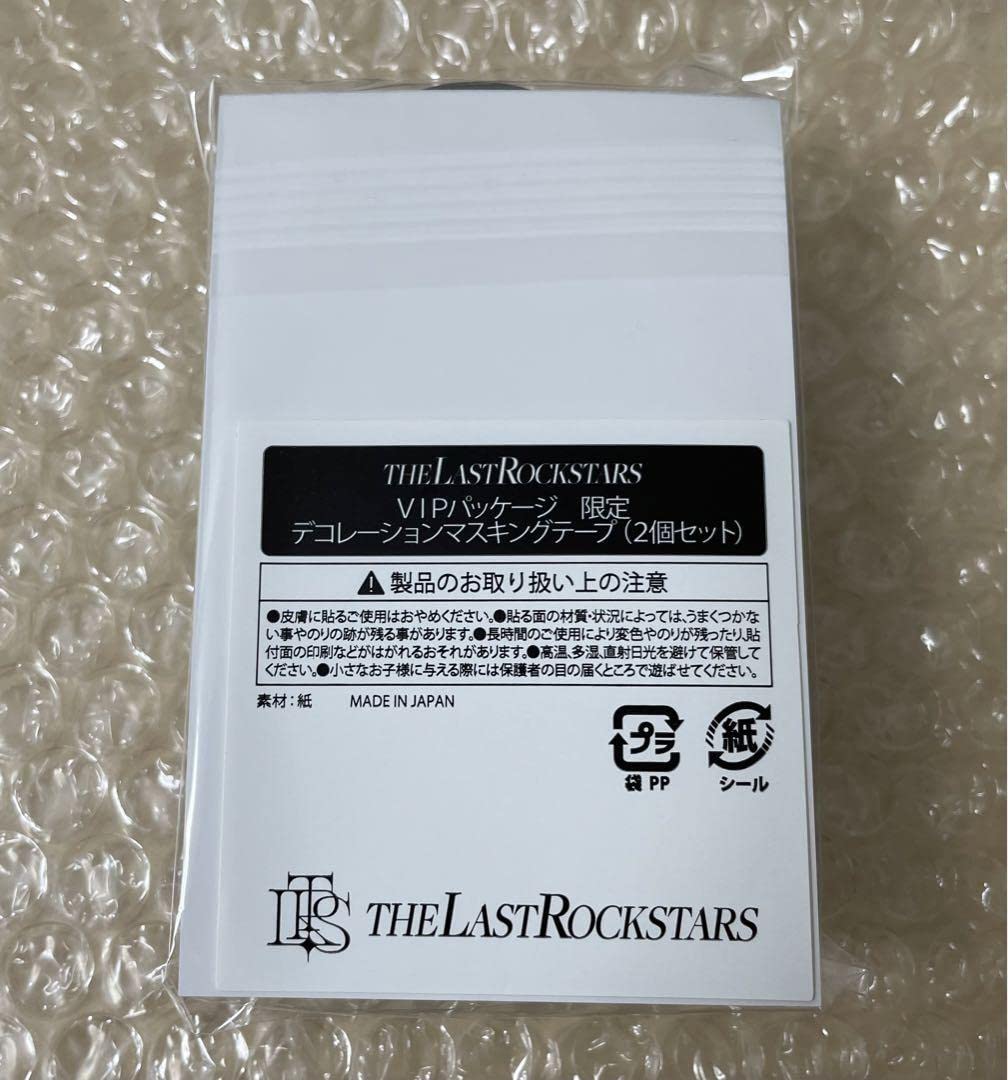 THE LAST ROCKSTARS
VIPパッケージ 限定
デコレーションマスキングテープ(2個セット)
製品のお取り扱い上の注意
●皮膚に貼るご使用はおやめください。●貼る面の材質・状況によっては、うまくつかな
い事やのりの跡が残る事があります。●長時間のご使用により変色やのりが残ったり、貼
付面の印刷などがはがれるおそれがあります。●高温、多湿、直射日光を避けて保管して
ください。●小さなお子様に与える際には保護者の目の届くところで遊ばせてください。
素材:紙 MADE IN JAPAN
プラ 紙
袋 PP シール
TLRS THE LAST ROCKSTARS